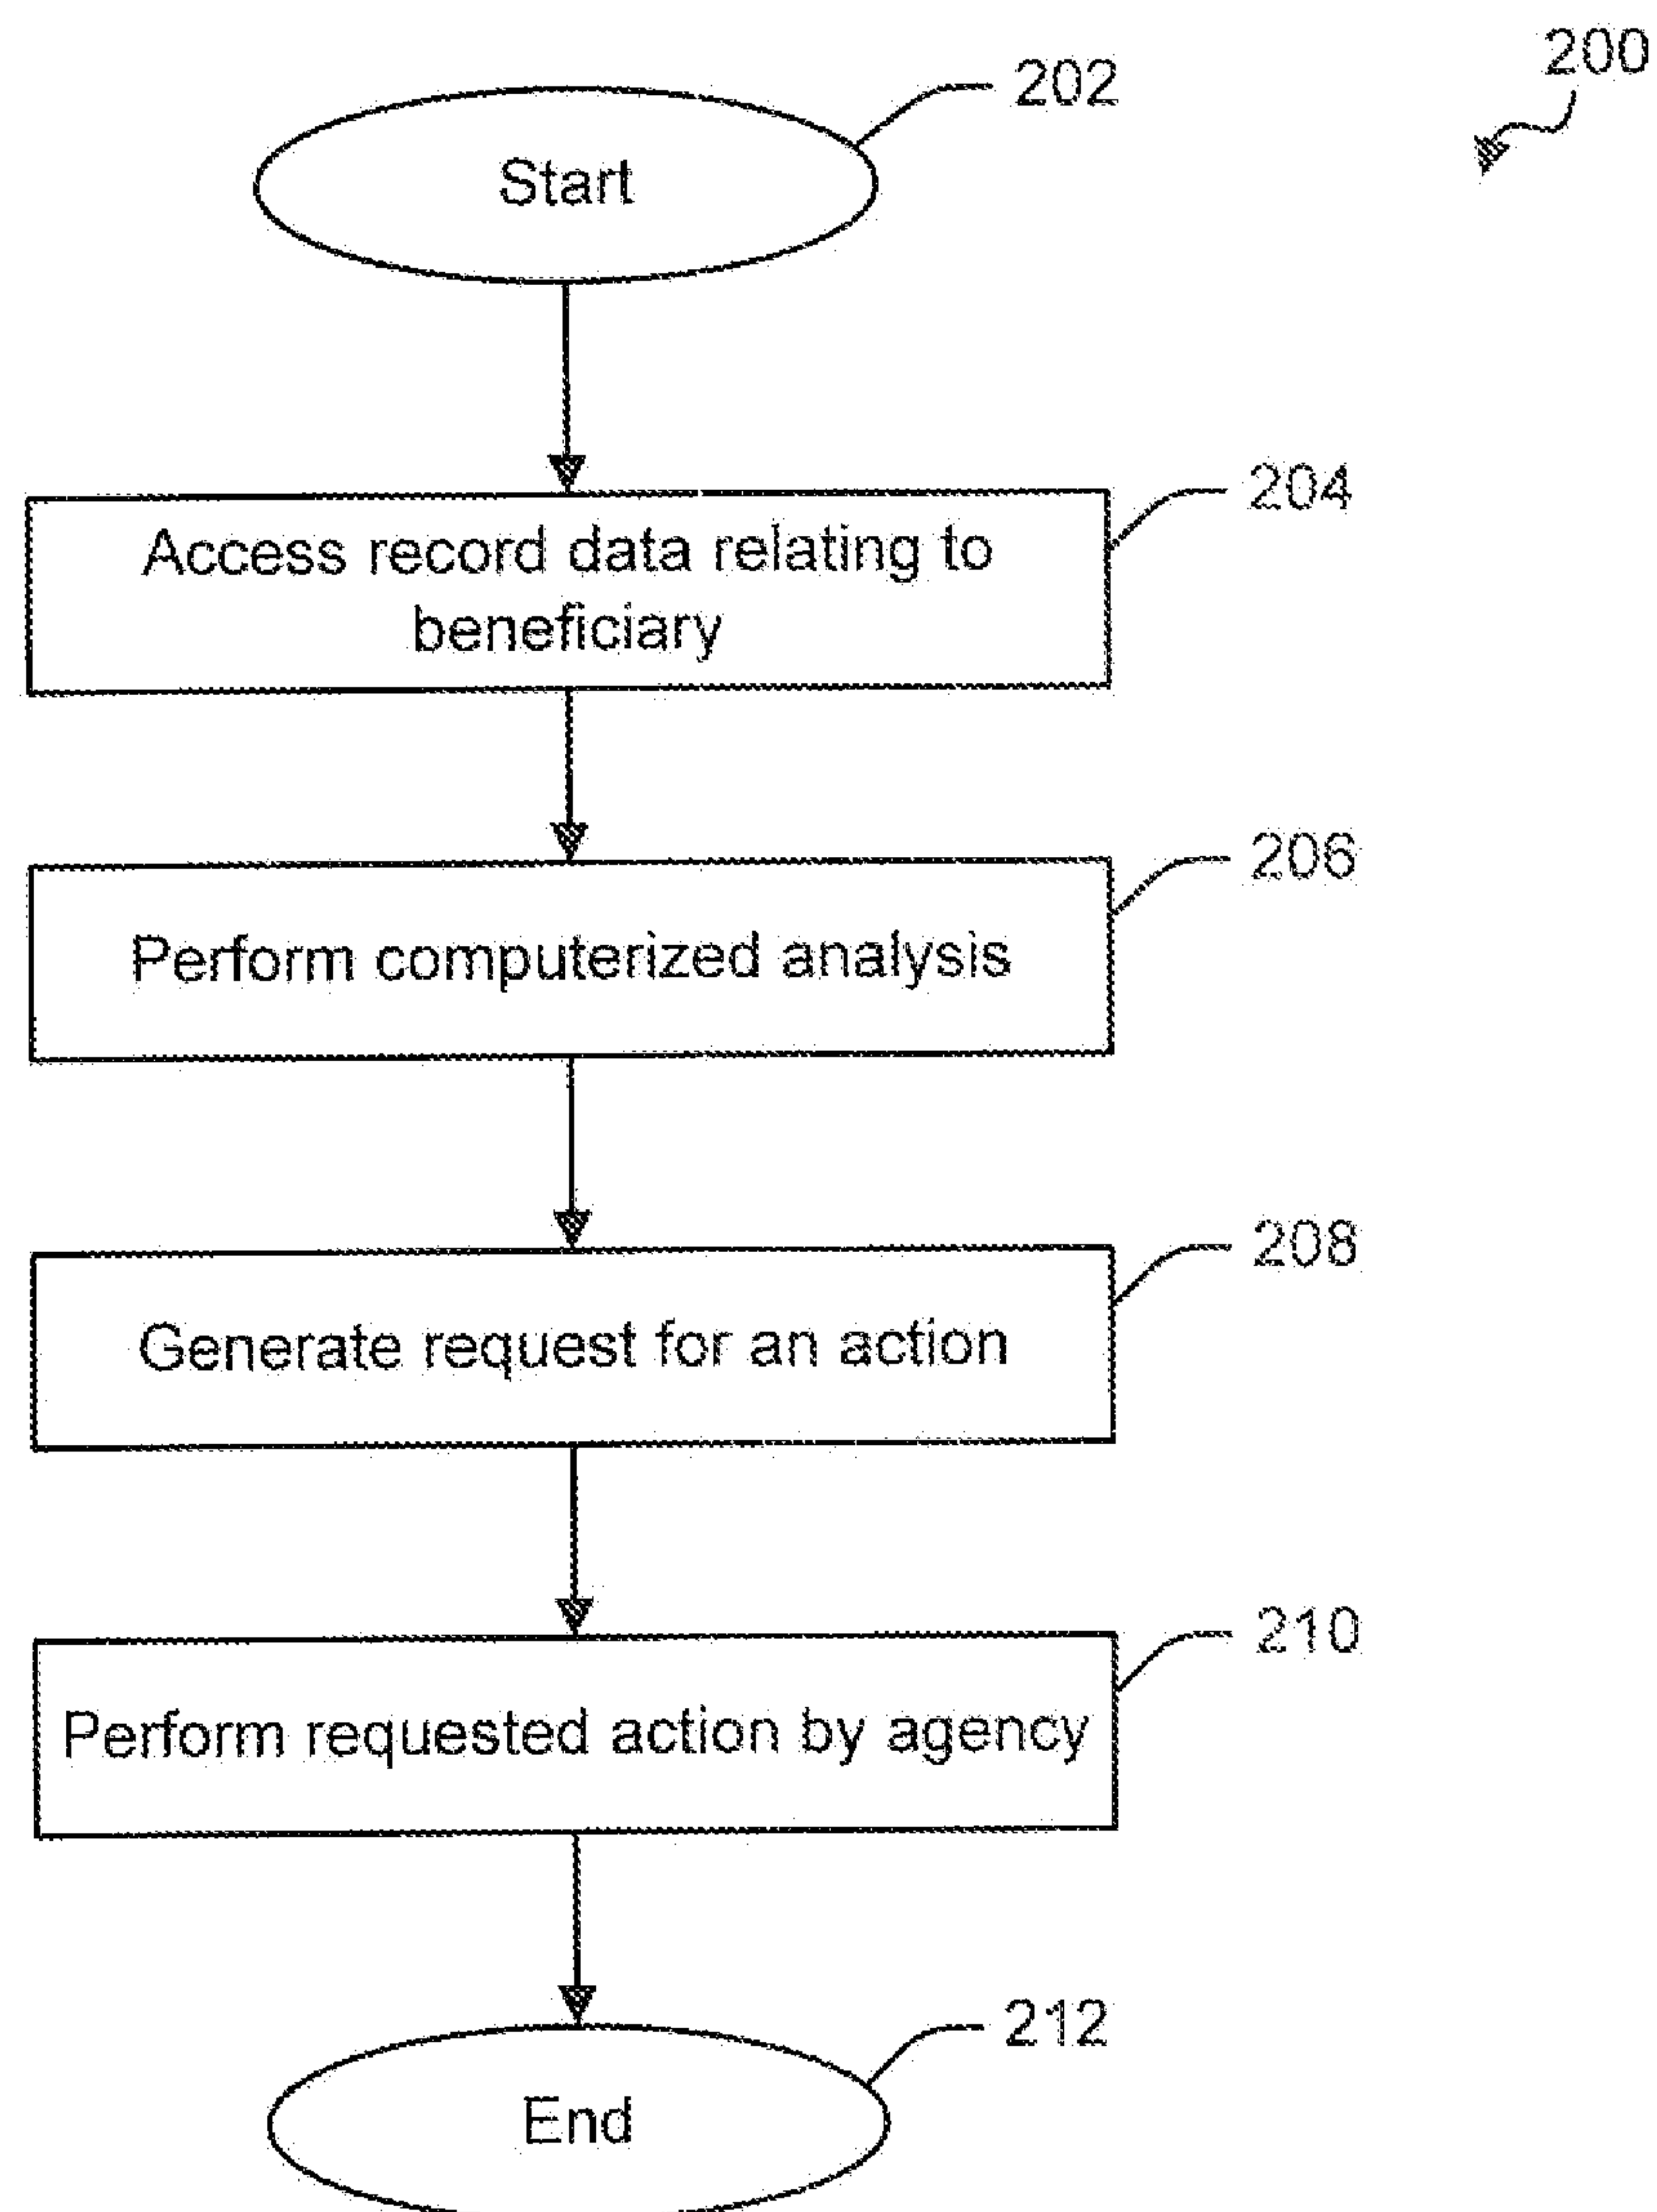 200
202
Start
204
Access record data relating to
beneficiary
206
Perform computerized analysis
208
Generate request for an action
210
Perform requested action by agency
212
End